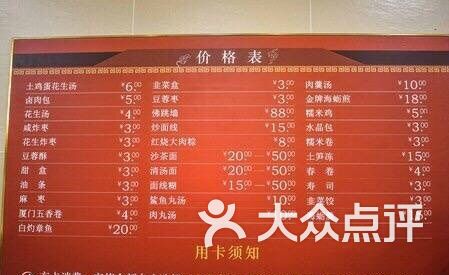 价格表
土鸡蛋花生汤 ¥6.00
卤肉包 ¥5.00
花生汤 ¥4.00
咸炸枣 ¥3.00
花生炸枣 ¥3.00
豆蓉酥 ¥3.00
甜盒 ¥3.00
油条 ¥3.00
麻枣 ¥3.00
厦门五香卷 ¥4.00
白灼章鱼 ¥20.00
韭菜盒 ¥3.00
豆蓉枣 ¥3.00
佛跳墙 ¥88.00
炒面线 ¥15.00
红烧大肉粽 ¥8.00
沙茶面 ¥20.00—¥50.00
清汤面 ¥20.00—¥50.00
面线糊 ¥15.00—¥50.00
鲨鱼丸汤 ¥10.00
肉丸汤
肉羹汤 ¥10.00
金牌海蛎煎 ¥18.00
糯米鸡 ¥5.00
水晶包 ¥3.00
糯米卷 ¥3.00
土笋冻 ¥15.00
春卷 ¥4.00
寿司 ¥3.00
韭菜饺
大众点评
用卡须知